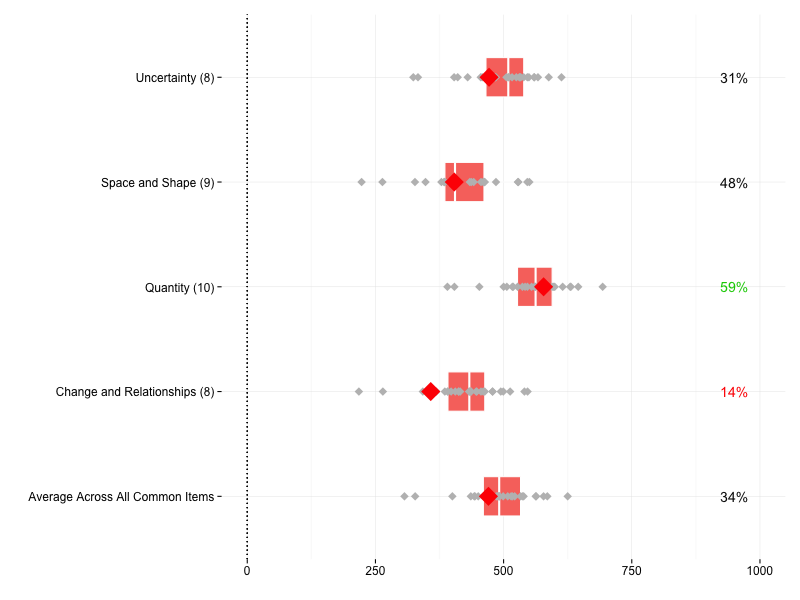 Uncertainty (8) 31%
Space and Shape (9) 48%
Quantity (10) 59%
Change and Relationships (8) 14%
Average Across All Common Items 34%
0 250 500 750 1000